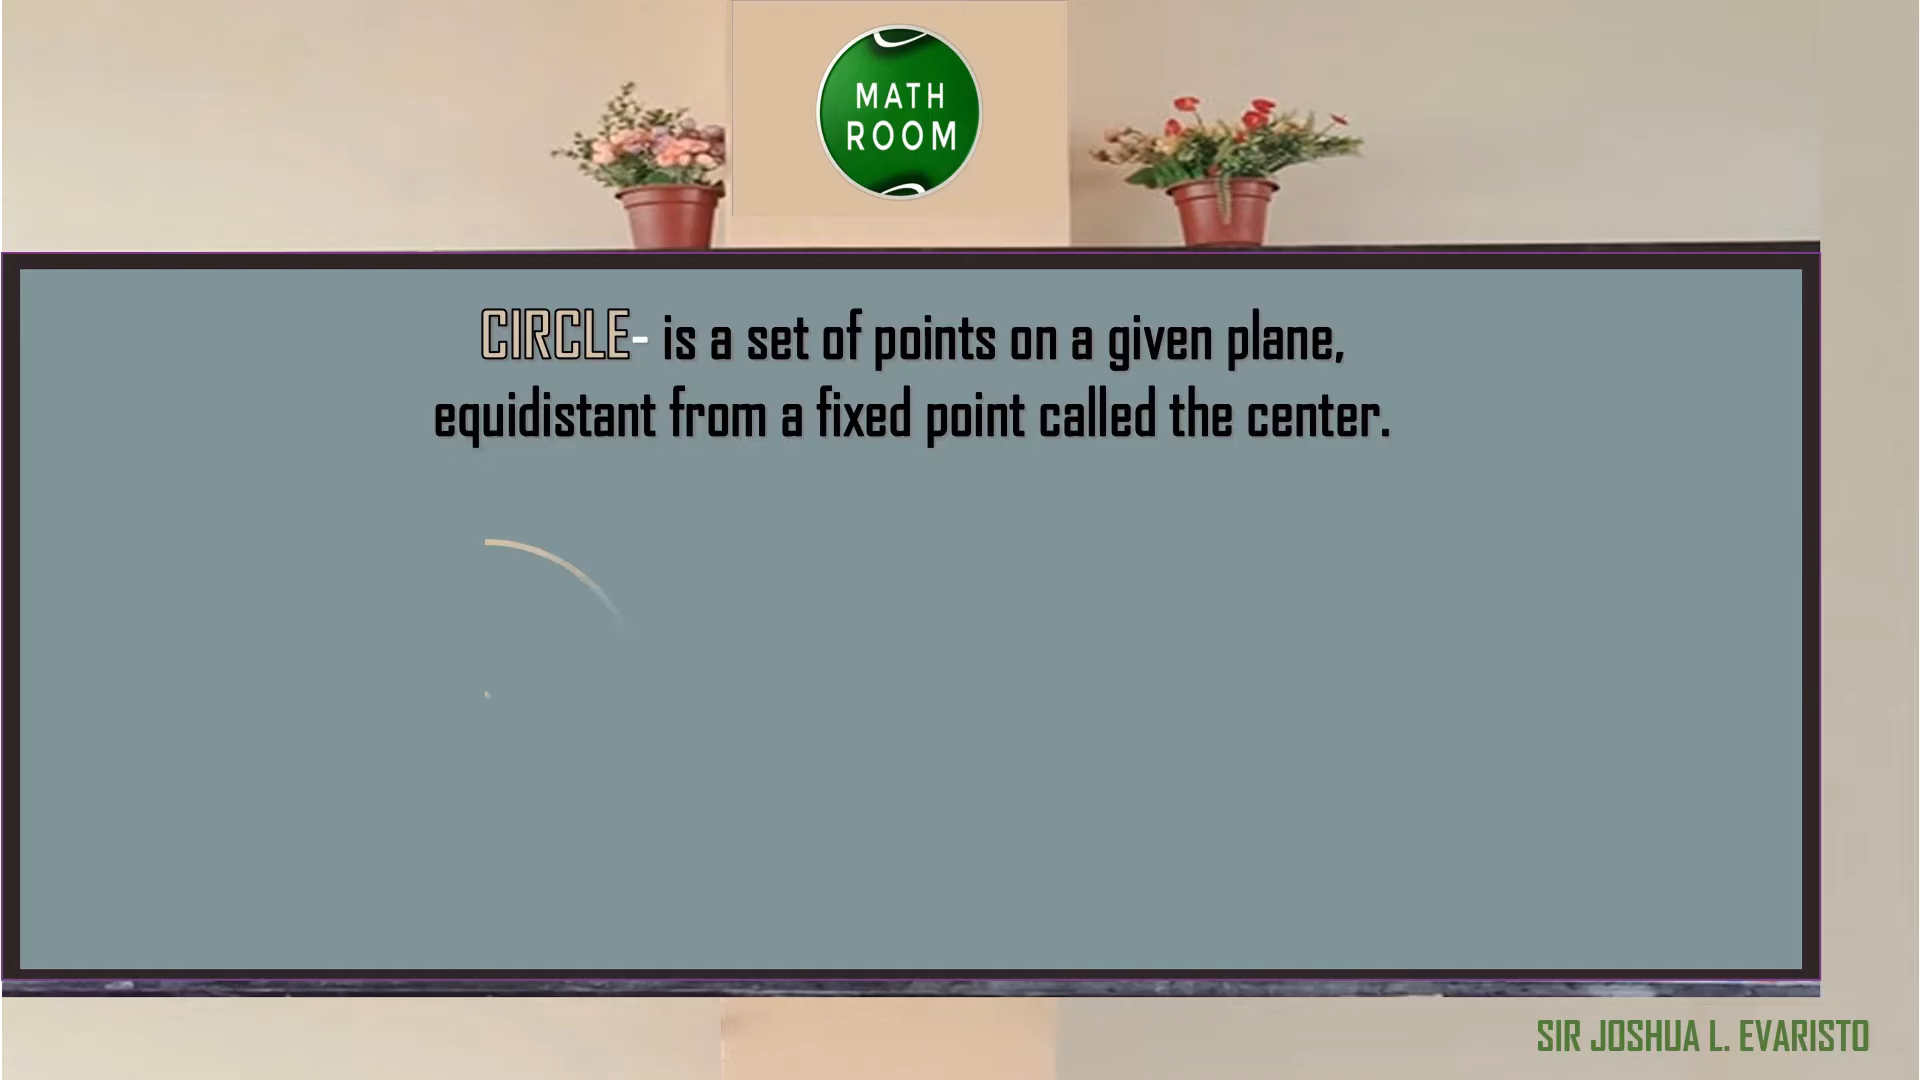 MATH
ROOM
CIRCLE- is a set of points on a given plane,
equidistant from a fixed point called the center.
SIR JOSHUA L. EVARISTO